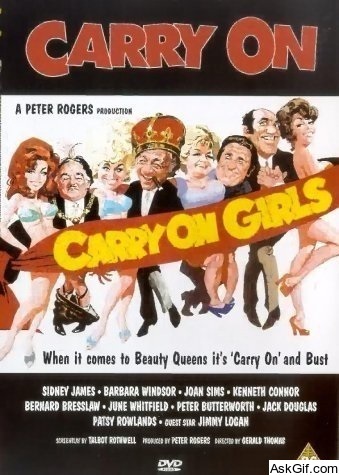 CARRY ON
A PETER ROGERS PRODUCTION
CARRY ON GIRLS
When it comes to Beauty Queens it's 'Carry On' and Bust
SIDNEY JAMES • BARBARA WINDSOR • JOAN SIMS • KENNETH CONNOR
BERNARD BRESSLAW • JUNE WHITFIELD • PETER BUTTERWORTH • JACK DOUGLAS
PATSY ROWLANDS • GUEST STAR JIMMY LOGAN
SCREENPLAY BY TALBOT ROTHWELL PRODUCED BY PETER ROGERS DIRECTED BY GERALD THOMAS
DVD
PG
AskGif.com